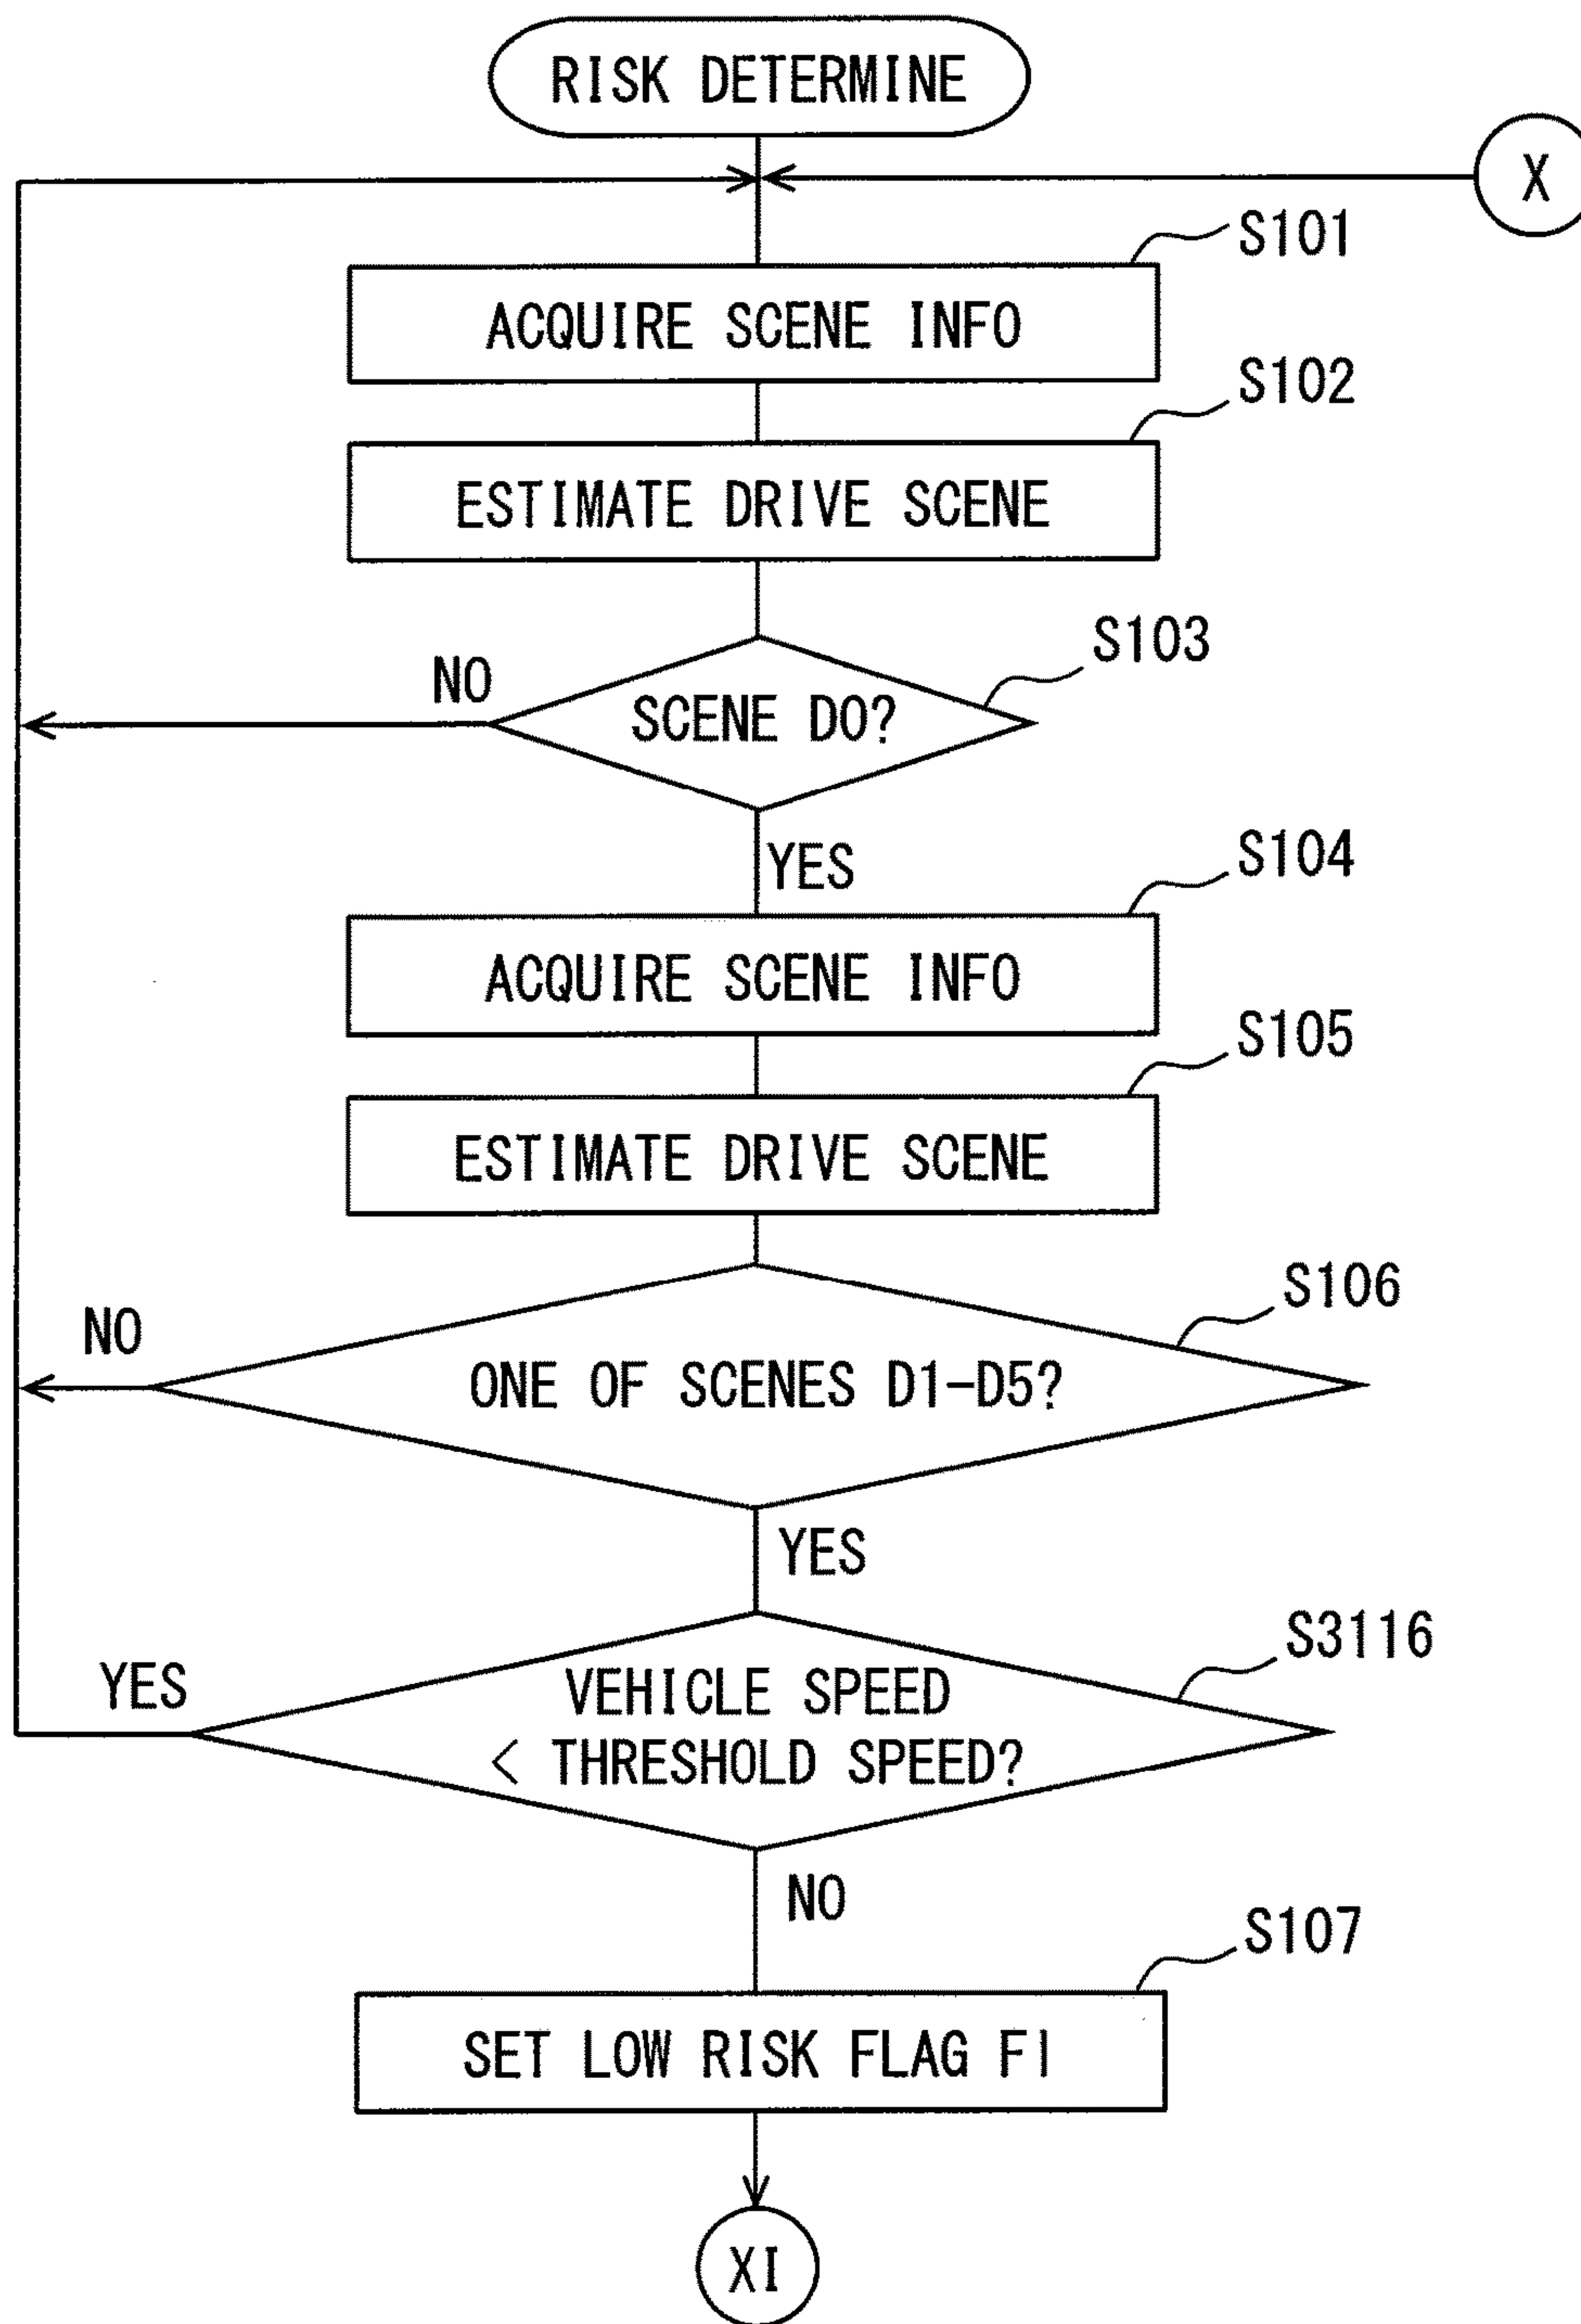 RISK DETERMINE
X
S101
ACQUIRE SCENE INFO
S102
ESTIMATE DRIVE SCENE
S103
NO
SCENE D0?
YES
S104
ACQUIRE SCENE INFO
S105
ESTIMATE DRIVE SCENE
S106
NO
ONE OF SCENES D1-D5?
YES
S3116
YES
VEHICLE SPEED
< THRESHOLD SPEED?
NO
S107
SET LOW RISK FLAG Fl
XI